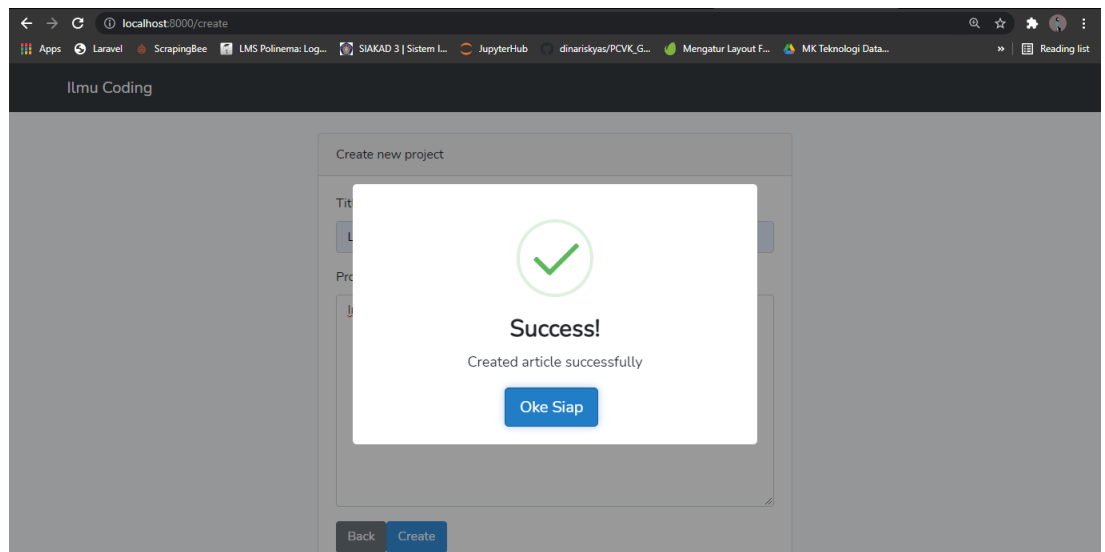 localhost:8000/create
Apps Laravel ScrapingBee LMS Polinema: Log... SIAKAD 3 | Sistem I... JupyterHub dinariskyas/PCVK_G... Mengatur Layout F... MK Teknologi Data... » Reading list
Ilmu Coding
Create new project
Success!
Created article successfully
Oke Siap
Back Create